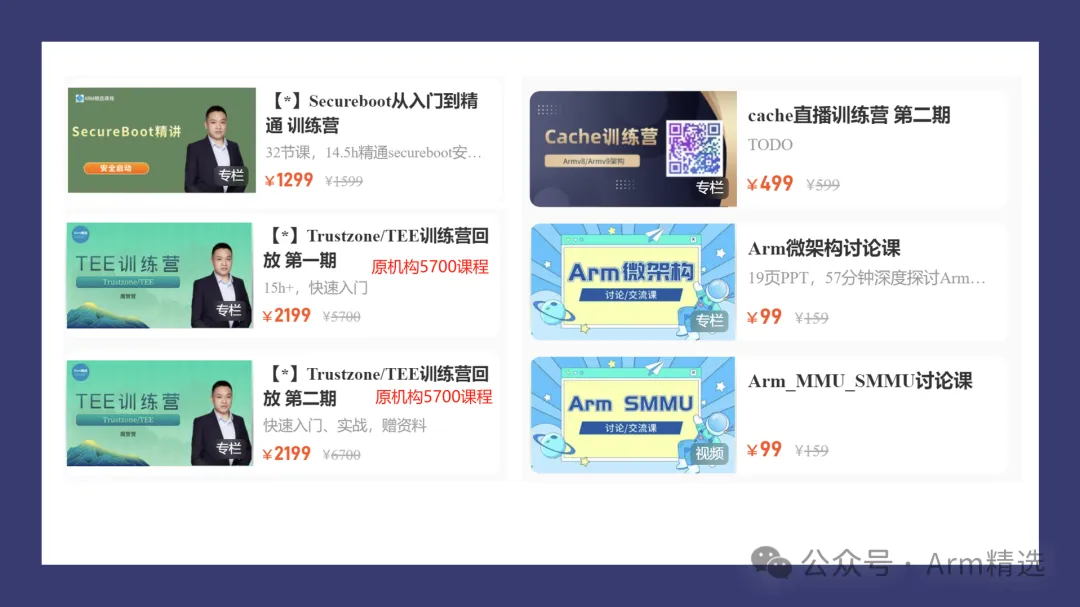 ARM精选课程
SecureBoot精讲
安全启动
专栏
【*】Secureboot从入门到精
通 训练营
32节课，14.5h精通secureboot安…
¥1299 ¥1599
TEE训练营
Trustzone/TEE
专栏
【*】Trustzone/TEE训练营回
放 第一期
原机构5700课程
15h+，快速入门
¥2199 ¥5700
TEE训练营
Trustzone/TEE
专栏
【*】Trustzone/TEE训练营回
放 第二期
原机构5700课程
快速入门、实战，赠资料
¥2199 ¥6700
Cache训练营
Armv8/Armv9架构
专栏
cache直播训练营 第二期
TODO
¥499 ¥599
Arm微架构
讨论/交流课
专栏
Arm微架构讨论课
19页PPT，57分钟深度探讨Arm…
¥99 ¥159
Arm SMMU
讨论/交流课
视频
Arm_MMU_SMMU讨论课
¥99 ¥159
公众号·Arm精选